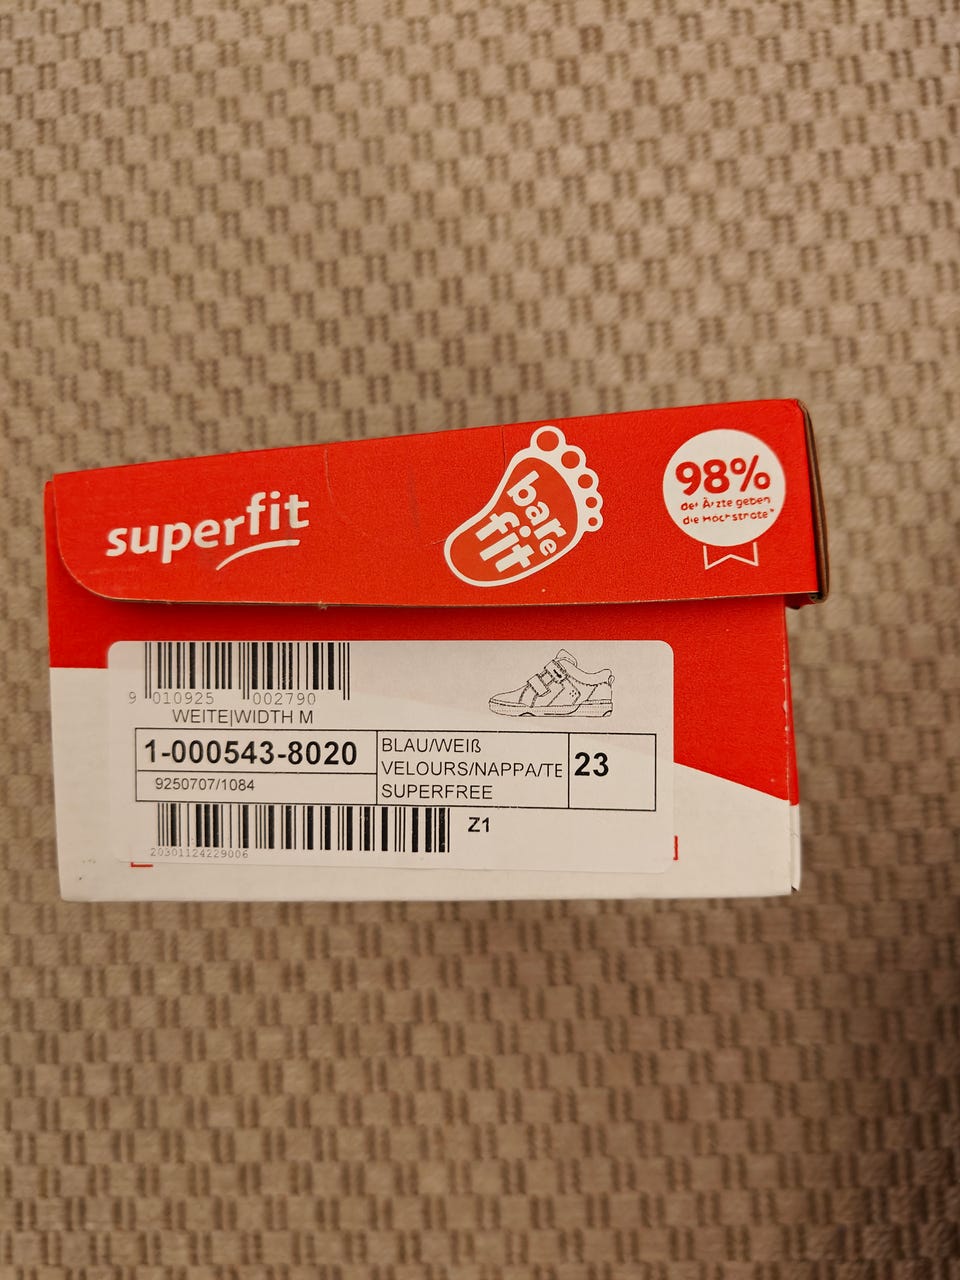 superfit
bare
fit
98%
der Ärzte geben
die Höchstnote*
9 010925 002790
WEITE|WIDTH M
1-000543-8020
9250707/1084
BLAU/WEIß
VELOURS/NAPPA/TE
SUPERFREE
23
Z1
20301124229006